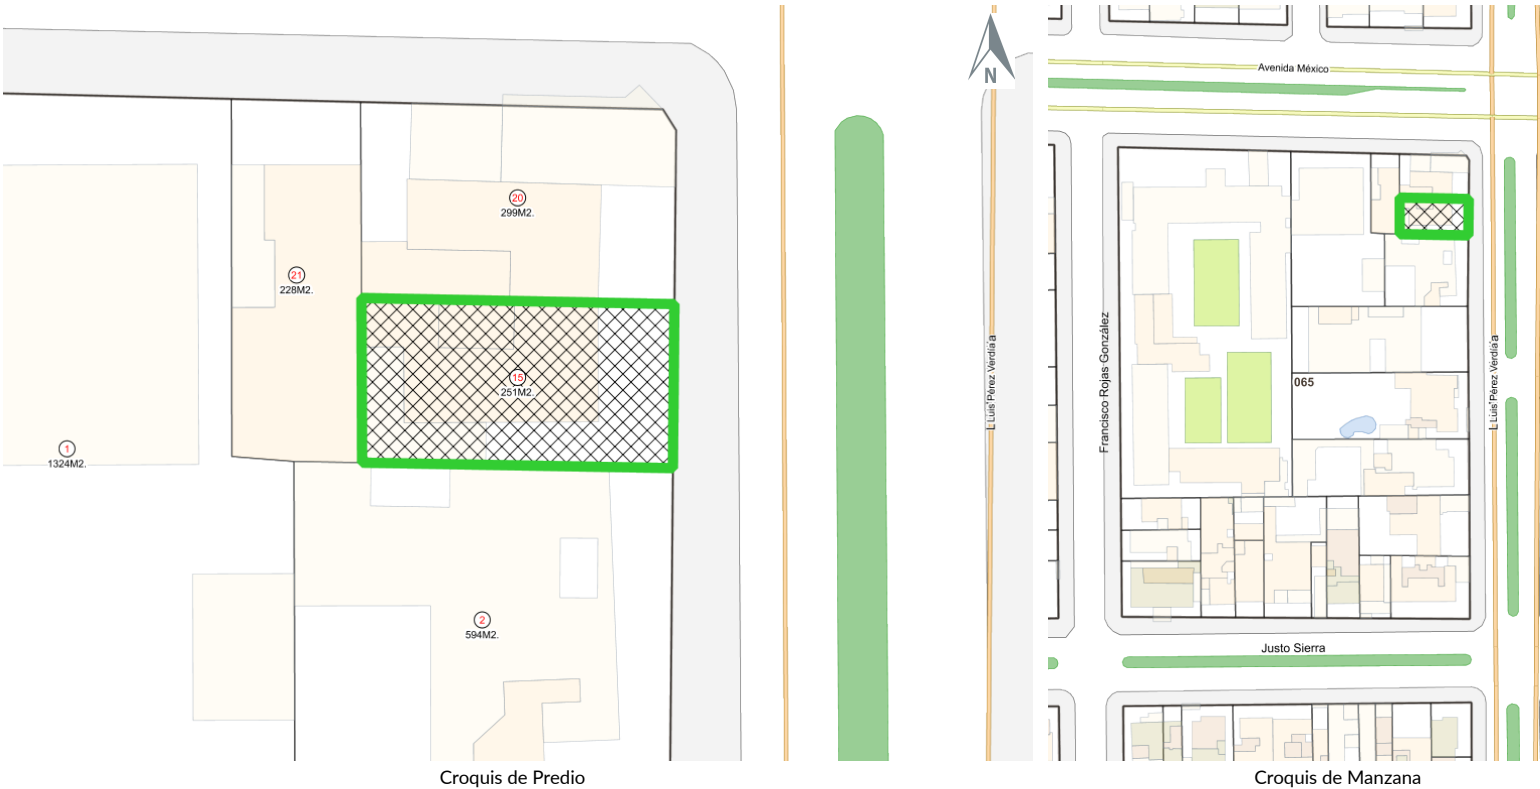 N
20
299M2.
21
228M2.
15
251M2.
1
1324M2.
2
594M2.
L Luis Pérez Verdía a
Croquis de Predio
Avenida México
Francisco Rojas González
065
L Luis Pérez Verdía a
Justo Sierra
Croquis de Manzana